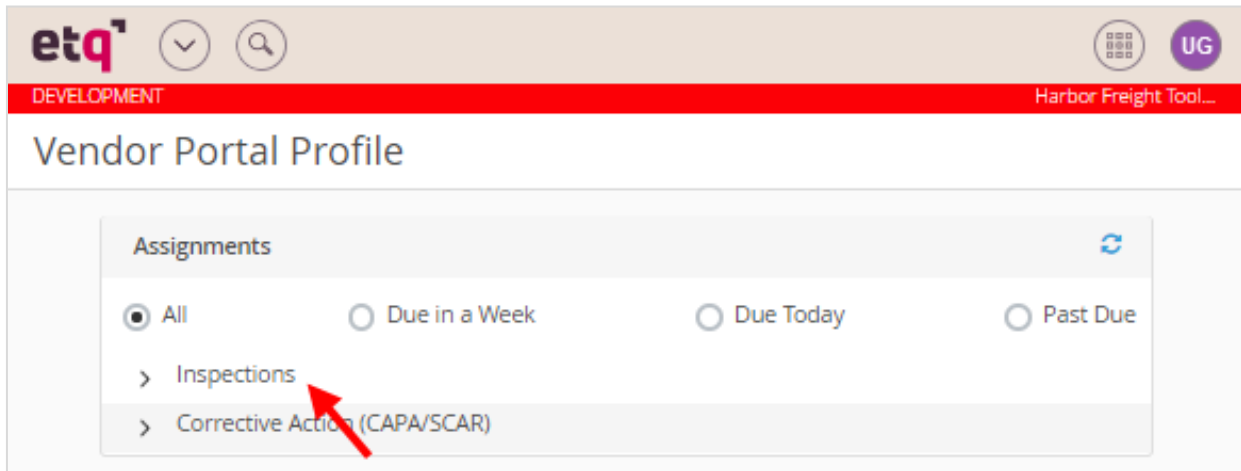 etq UG
DEVELOPMENT Harbor Freight Tool...
Vendor Portal Profile
Assignments
All Due in a Week Due Today Past Due
Inspections
Corrective Action (CAPA/SCAR)